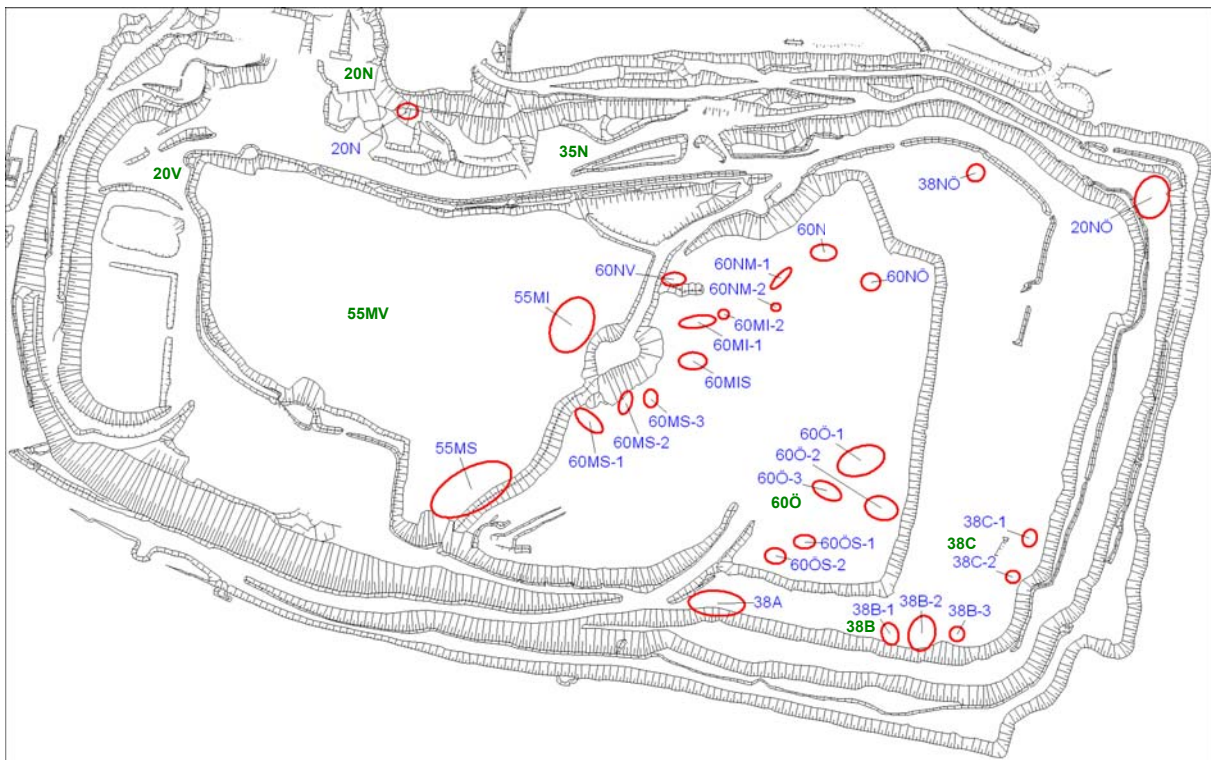 20N
20N
35N
20V
38NÖ
20NÖ
60N
60NM-1
60NV
60NÖ
60NM-2
55MI
55MV
60MI-2
60MI-1
60MIS
60MS-3
60MS-2
60MS-1
55MS
60Ö-1
60Ö-2
60Ö-3
60Ö
38C-1
38C
38C-2
60ÖS-1
60ÖS-2
38A
38B-1
38B-2
38B-3
38B